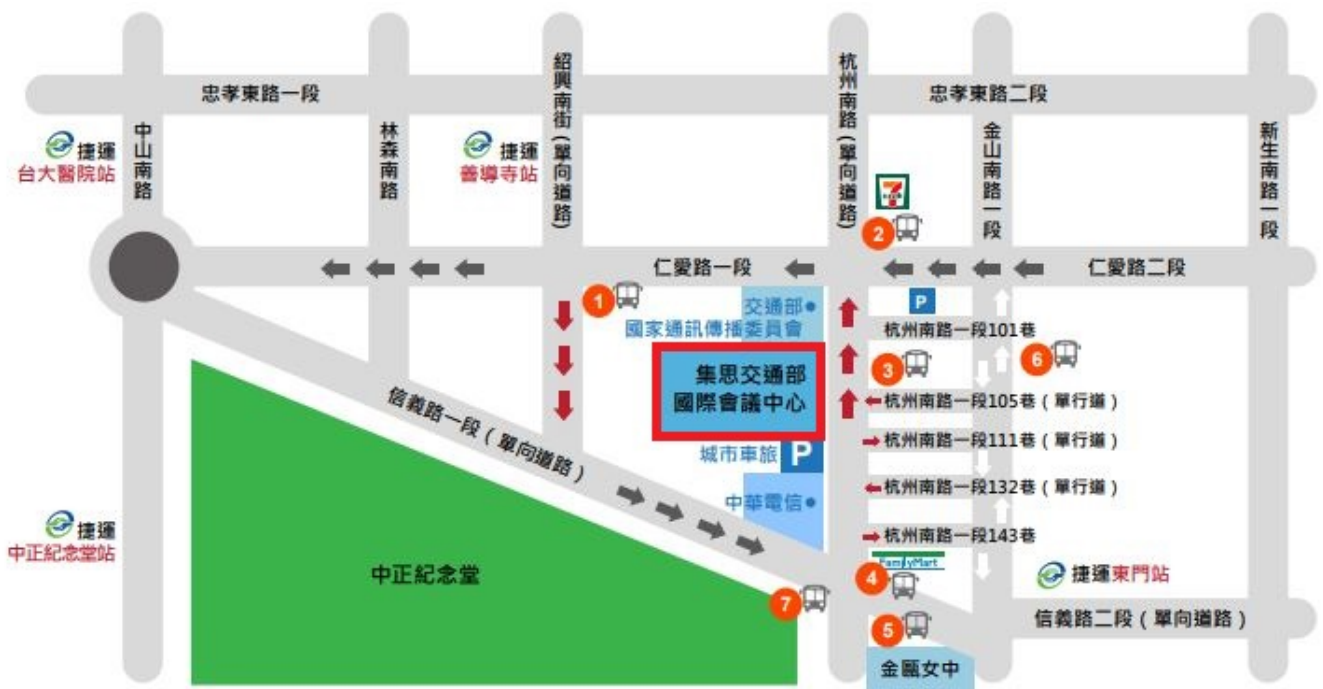 忠孝東路一段
忠孝東路二段
中山南路
林森南路
紹興南街(單向道路)
杭州南路(單向道路)
金山南路一段
新生南路一段
捷運
台大醫院站
捷運
善導寺站
2
仁愛路一段
仁愛路二段
1
交通部
國家通訊傳播委員會
P
杭州南路一段101巷
3
6
集思交通部
國際會議中心
杭州南路一段105巷(單行道)
信義路一段(單向道路)
城市車旅 P
杭州南路一段111巷(單行道)
中華電信
杭州南路一段132巷(單行道)
捷運
中正紀念堂站
杭州南路一段143巷
FamilyMart
中正紀念堂
4
捷運東門站
7
5
信義路二段(單向道路)
金甌女中